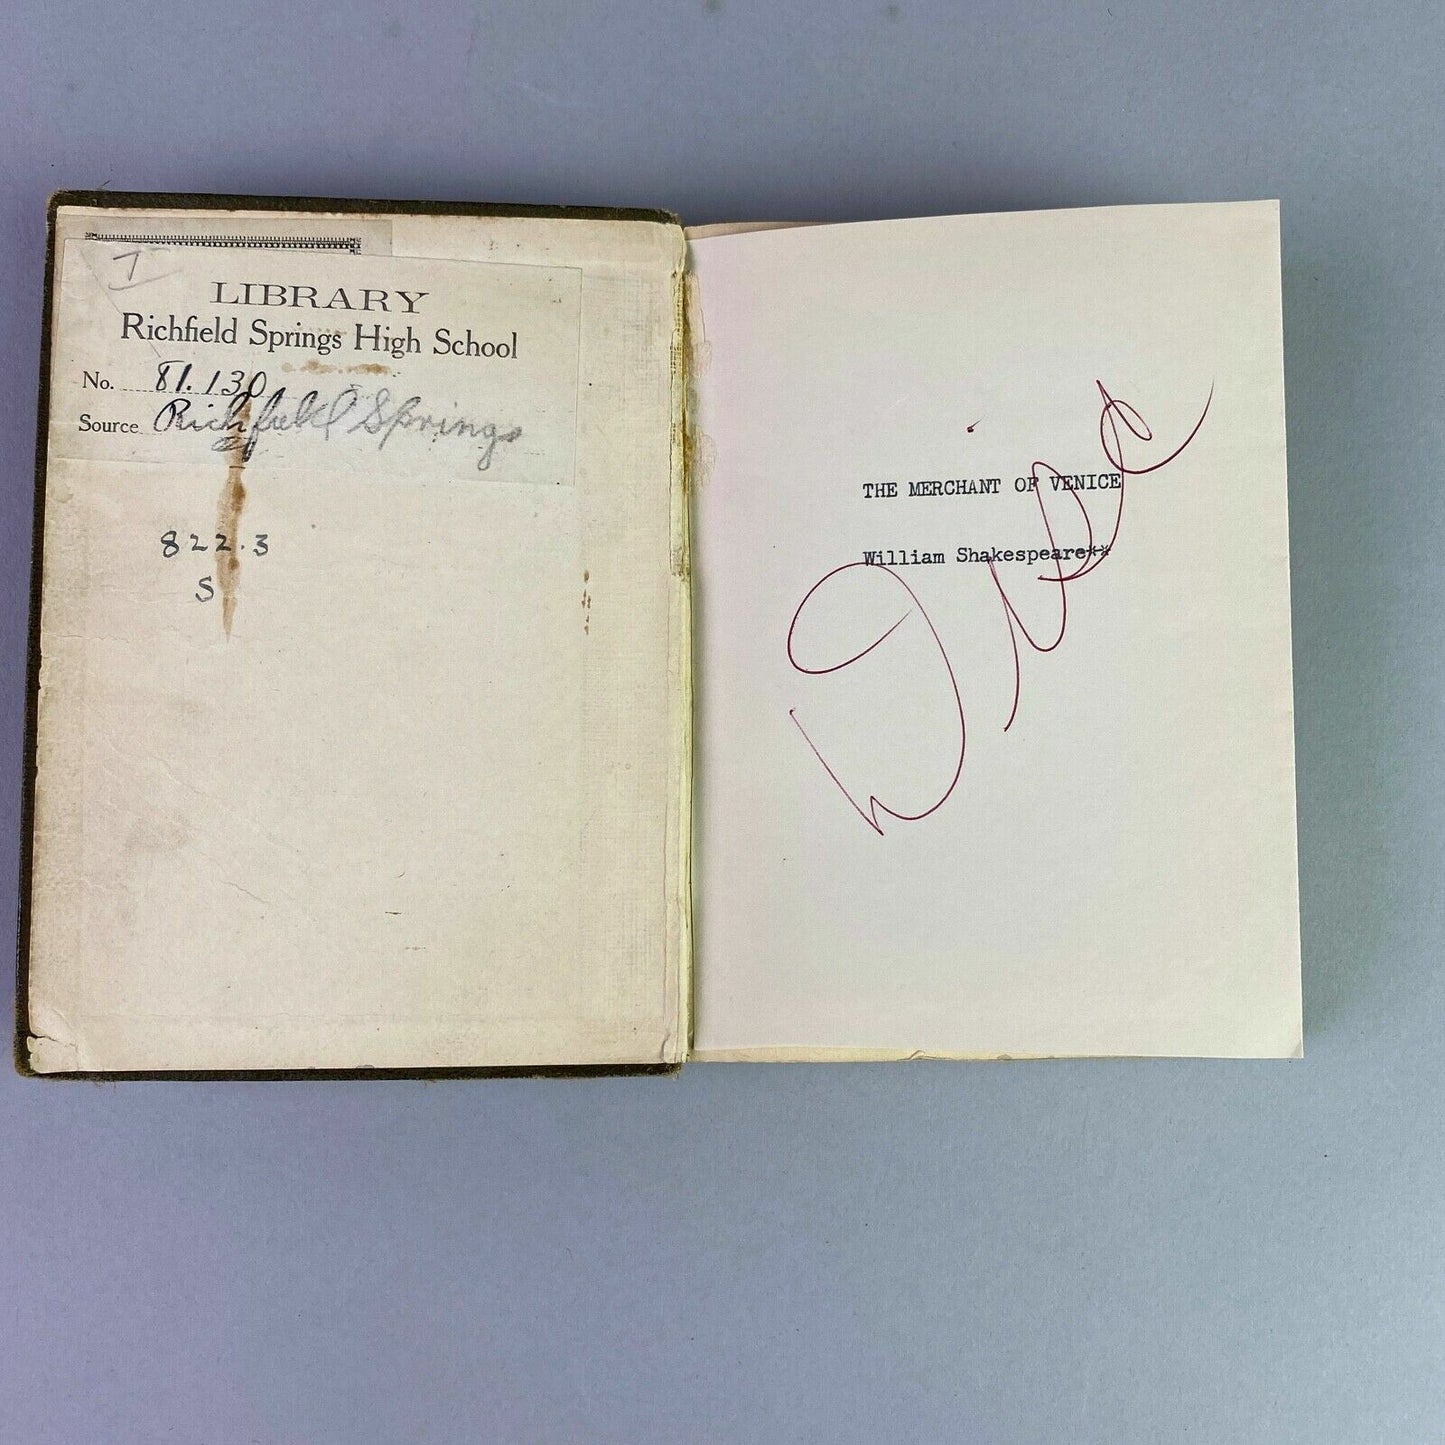 I
LIBRARY
Richfield Springs High School
No. 81.130
Source Richfield Springs
822.3
S
THE MERCHANT OF VENICE
William Shakespeare**